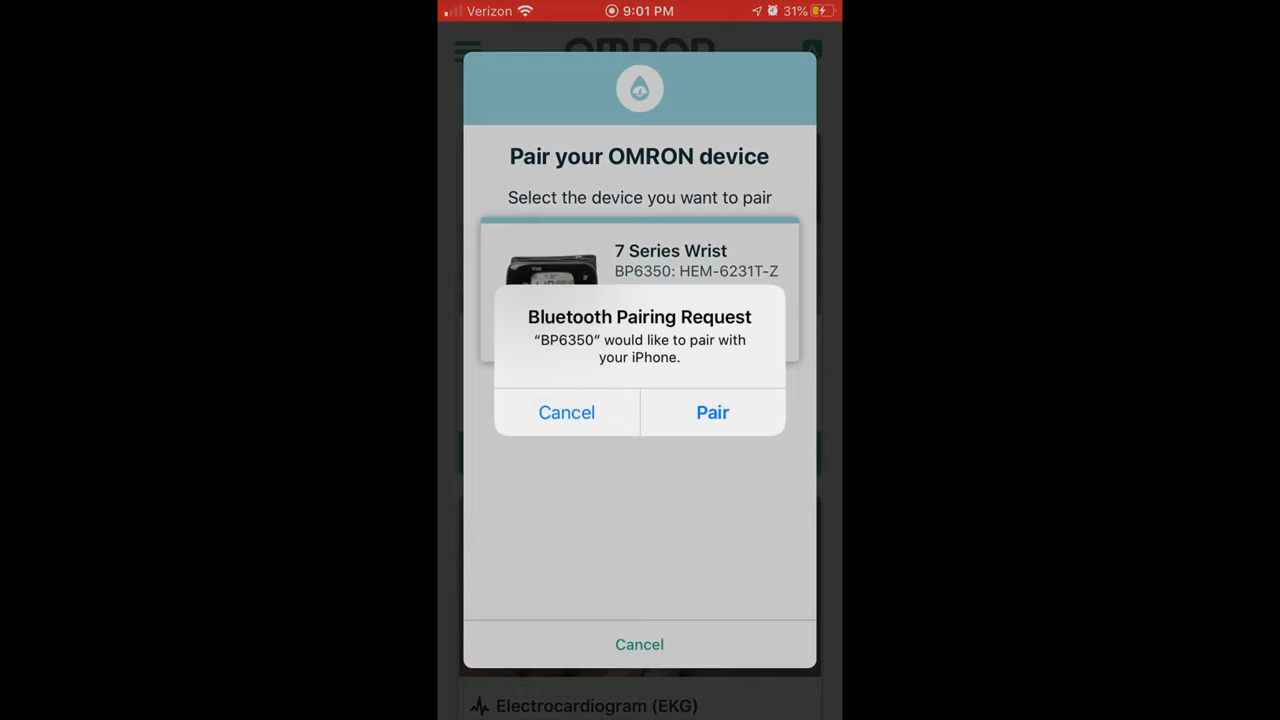 Verizon 9:01 PM 31%
OMRON
Pair your OMRON device
Select the device you want to pair
7 Series Wrist
BP6350: HEM-6231T-Z
Bluetooth Pairing Request
“BP6350” would like to pair with
your iPhone.
Cancel Pair
Cancel
Electrocardiogram (EKG)